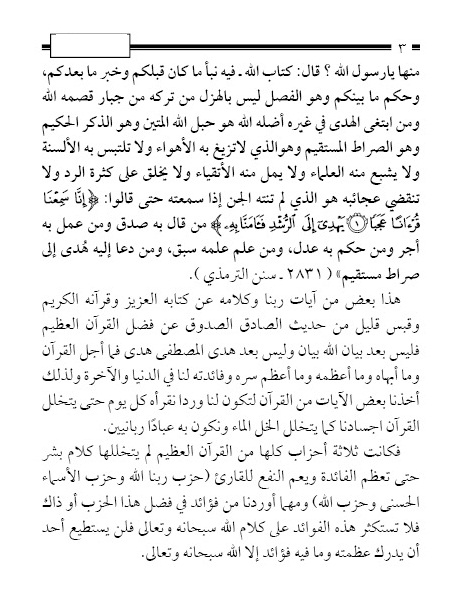 ٣
منها يارسول الله ؟ قال: كتاب الله ـ فيه نبأ ما كان قبلكم وخبر ما بعدكم،
وحكم ما بينكم وهو الفصل ليس بالهزل من تركه من جبار قصمه الله
ومن ابتغى الهدى في غيره أضله الله هو حبل الله المتين وهو الذكر الحكيم
وهو الصراط المستقيم وهوالذي لاتزيغ به الأهواء ولا تلتبس به الألسنة
ولا يشبع منه العلماء ولا يمل منه الأتقياء ولا يخلق على كثرة الرد ولا
تنقضي عجائبه هو الذي لم تنته الجن إذا سمعته حتى قالوا: ﴿إِنَّا سَمِعْنَا
قُرْءَانًا عَجَبًا ۝١ يَهْدِىٓ إِلَى ٱلرُّشْدِ فَـَٔامَنَّا بِهِۦ﴾ من قال به صدق ومن عمل به
أجر ومن حكم به عدل، ومن علم علمه سبق، ومن دعا إليه هُدى إلى
صراط مستقيم» (٢٨٣١ ـ سنن الترمذي ).
هذا بعض من آيات ربنا وكلامه عن كتابه العزيز وقرآنه الكريم
وقبس قليل من حديث الصادق الصدوق عن فضل القرآن العظيم
فليس بعد بيان الله بيان وليس بعد هدى المصطفى هدى فما أجل القرآن
وما أبهاه وما أعظمه وما أعظم سره وفائدته لنا في الدنيا والآخرة ولذلك
أخذنا بعض الآيات من القرآن لتكون لنا وردا نقرأه كل يوم حتى يتخلل
القرآن اجسادنا كما يتخلل الخل الماء ونكون به عبادًا ربانيين.
فكانت ثلاثة أحزاب كلها من القرآن العظيم لم يتخللها كلام بشر
حتى تعظم الفائدة ويعم النفع للقارئ (حزب ربنا الله وحزب الأسماء
الحسنى وحزب الله) ومهما أوردنا من فوائد في فضل هذا الحزب أو ذاك
فلا تستكثر هذه الفوائد على كلام الله سبحانه وتعالى فلن يستطيع أحد
أن يدرك عظمته وما فيه فؤائد إلا الله سبحانه وتعالى.